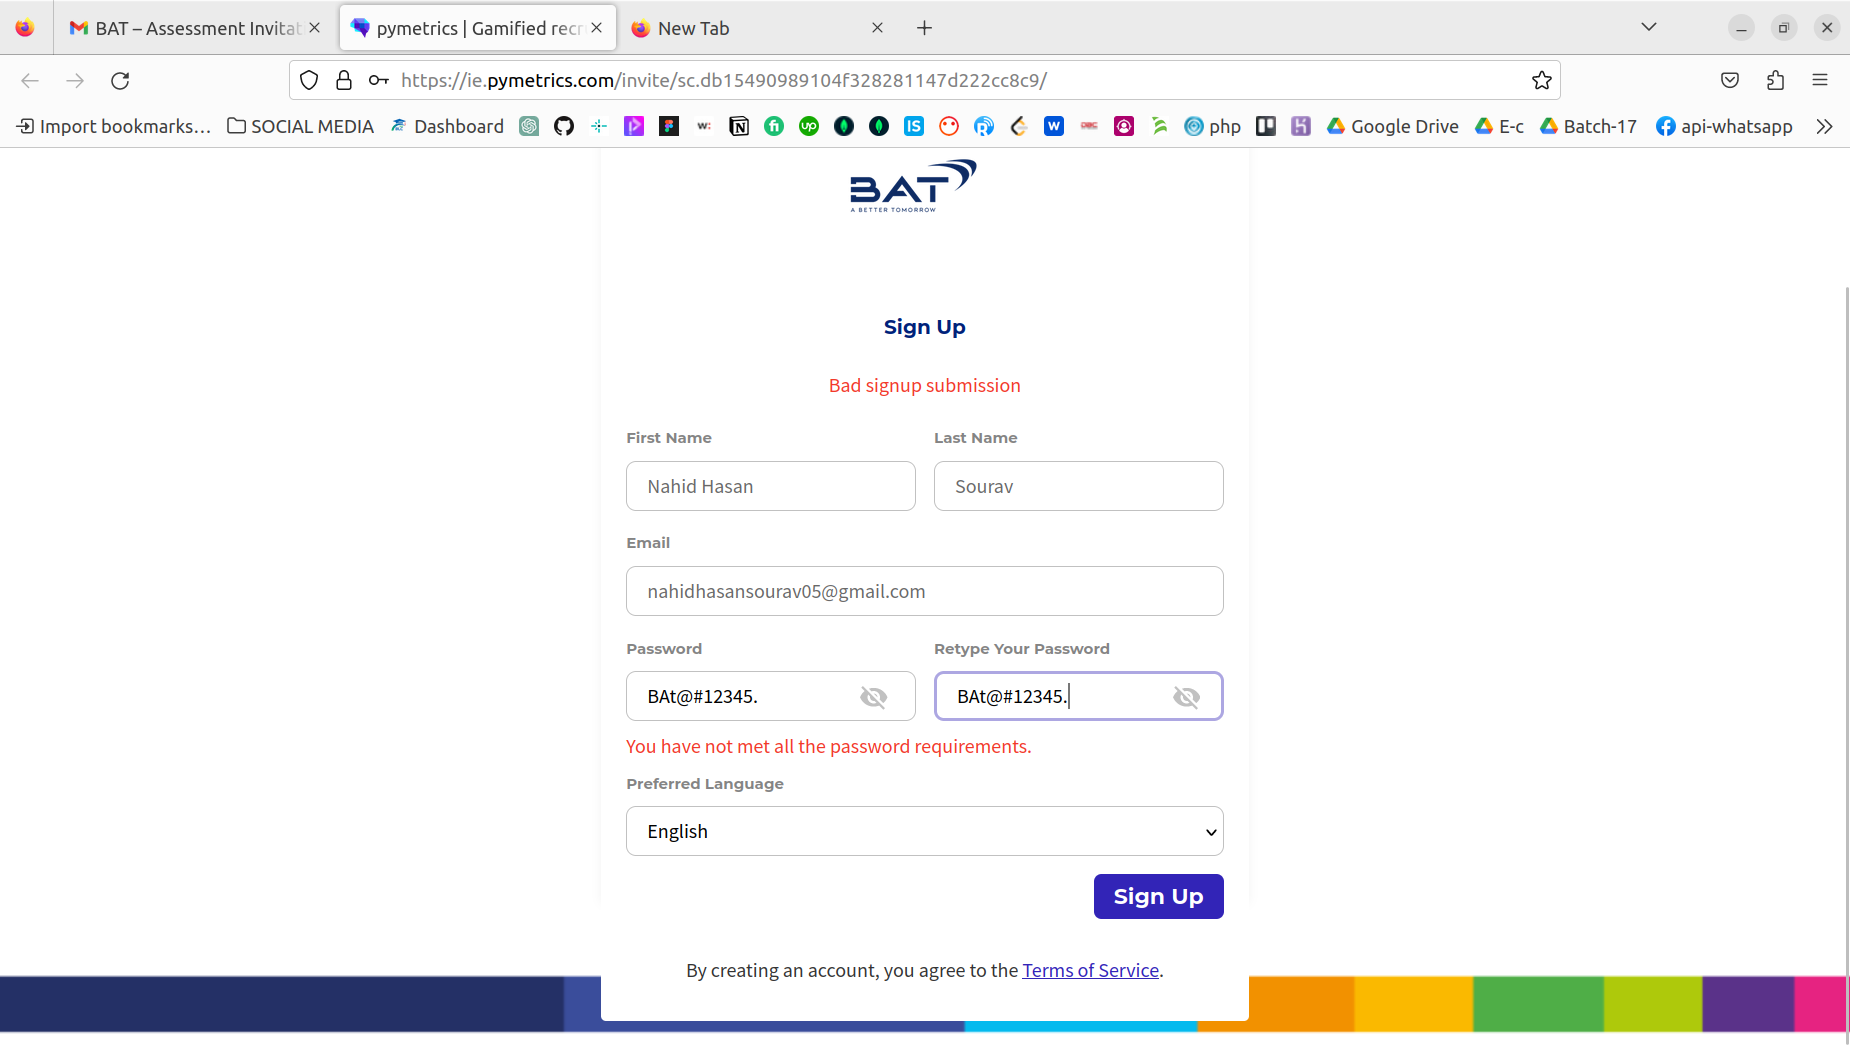 BAT – Assessment Invitat
pymetrics | Gamified recr
New Tab
https://ie.pymetrics.com/invite/sc.db15490989104f328281147d222cc8c9/
Import bookmarks...
SOCIAL MEDIA
Dashboard
php
Google Drive
E-c
Batch-17
api-whatsapp
BAT
A BETTER TOMORROW
Sign Up
Bad signup submission
First Name
Last Name
Nahid Hasan
Sourav
Email
nahidhasansourav05@gmail.com
Password
Retype Your Password
BAt@#12345.
BAt@#12345.
You have not met all the password requirements.
Preferred Language
English
Sign Up
By creating an account, you agree to the Terms of Service.